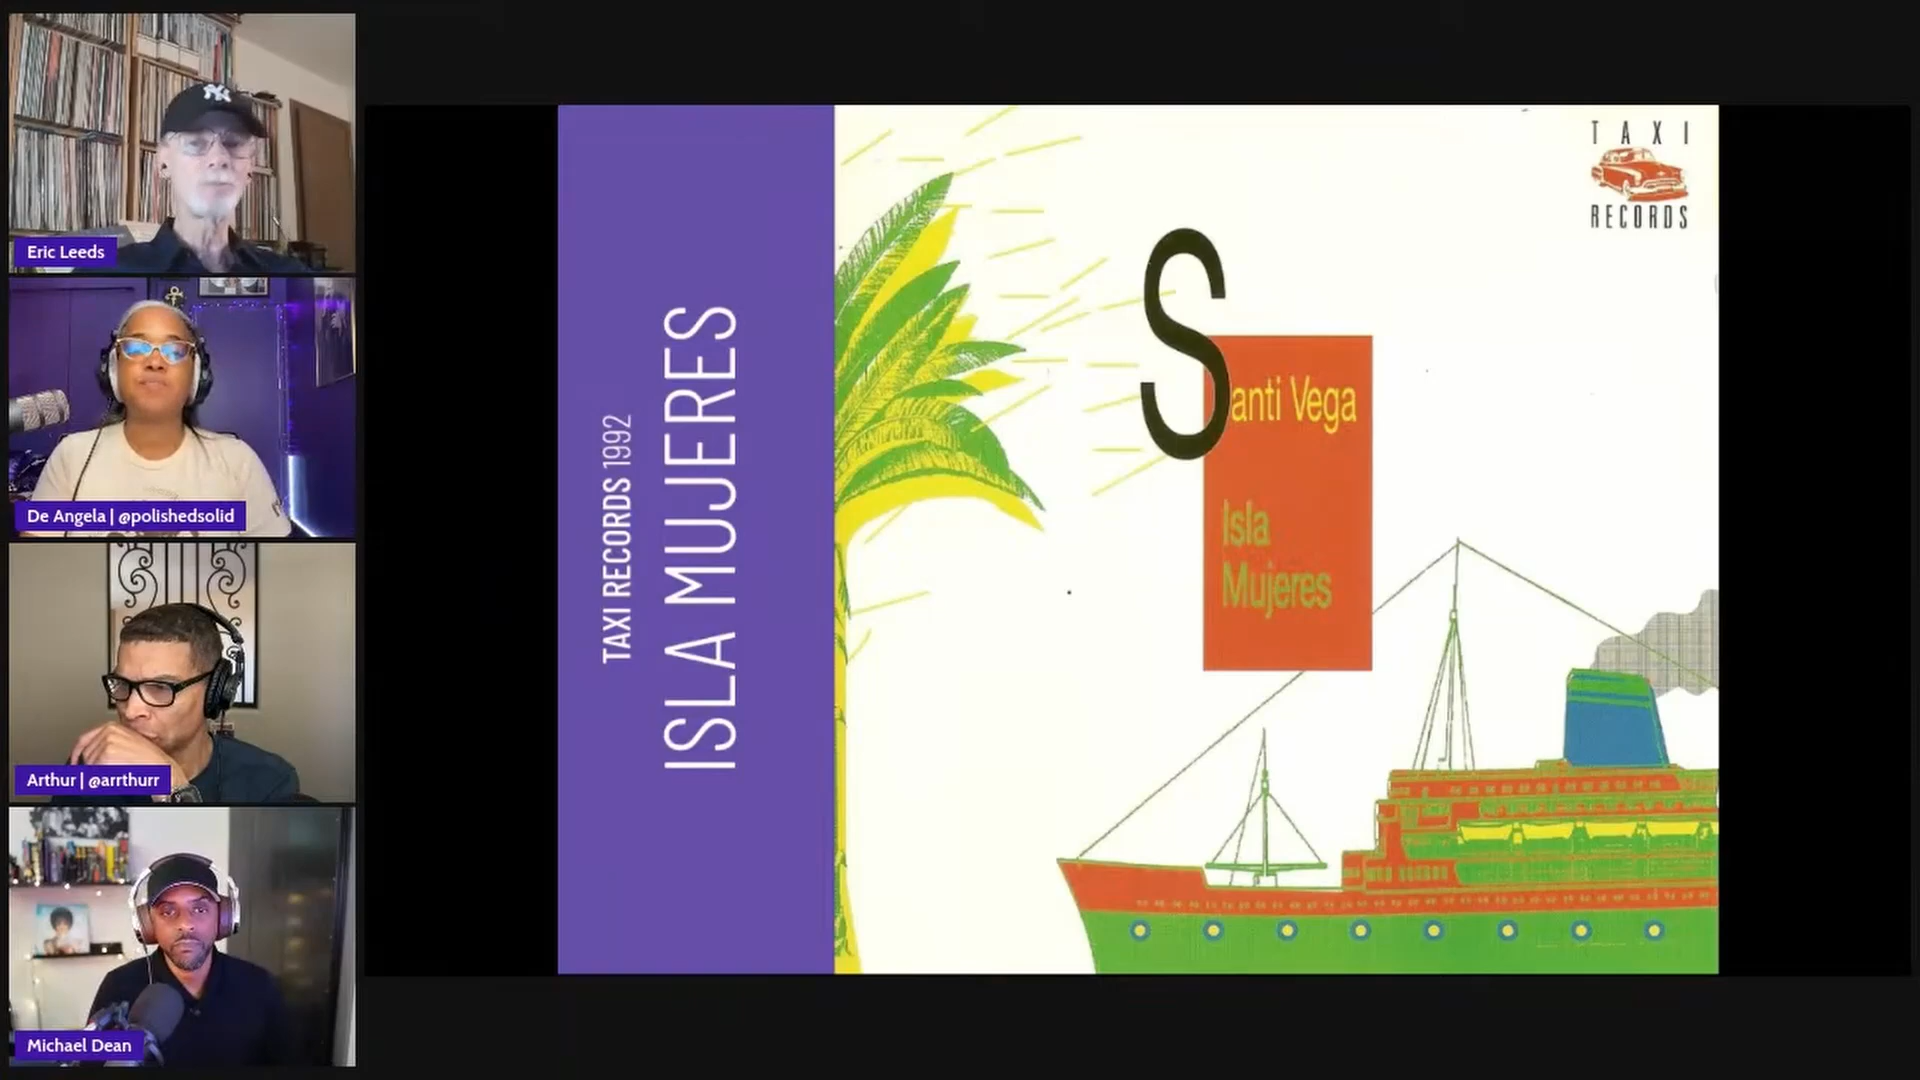 NY
Eric Leeds
De Angela | @polishedsolid
Arthur | @arrthurr
Michael Dean
TAXI RECORDS 1992
ISLA MUJERES
TAXI
RECORDS
Santi Vega
Isla
Mujeres